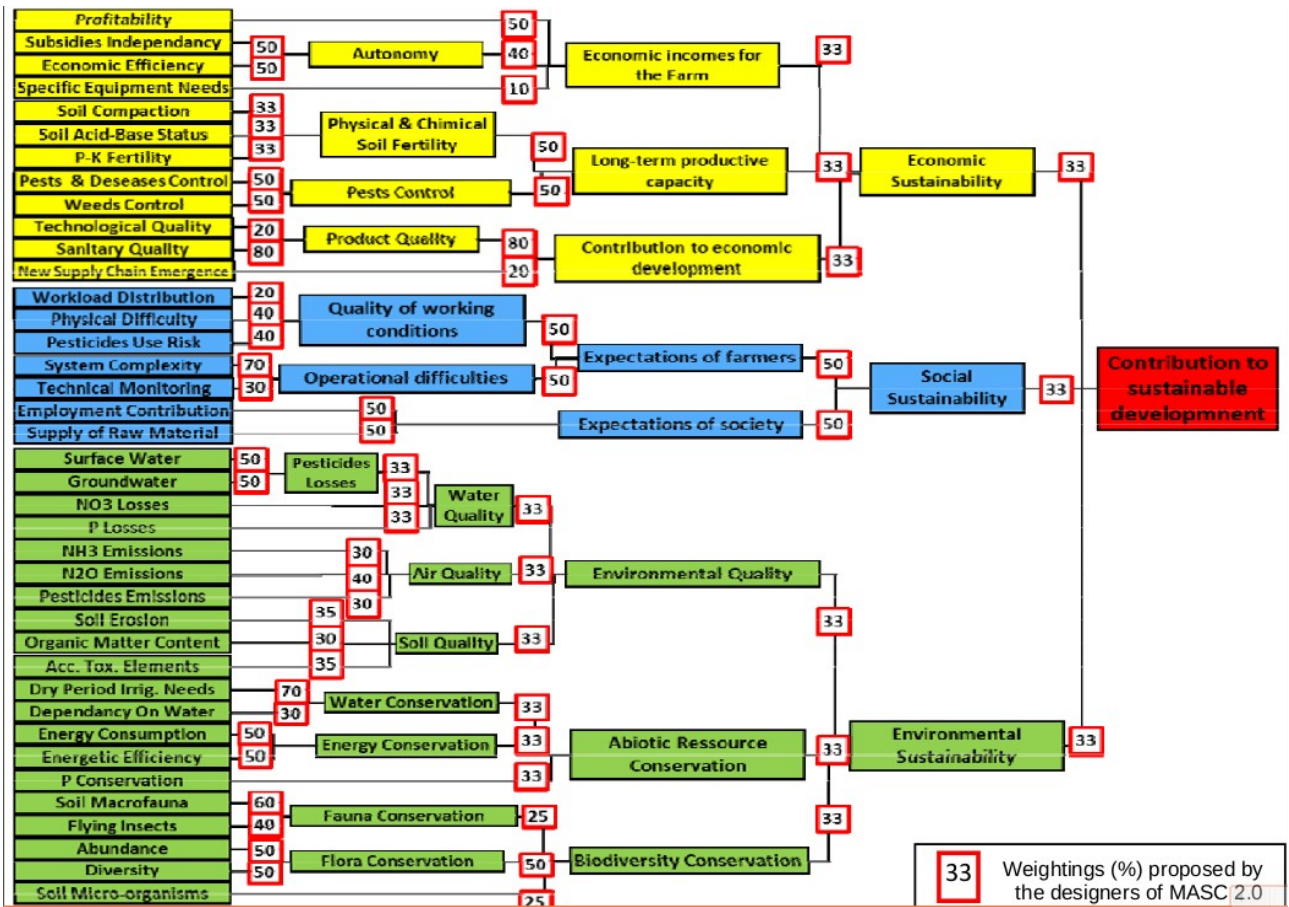 Profitability
50
Subsidies Independancy
50
Autonomy
40
Economic incomes for
the Farm
33
Economic Efficiency
50
Specific Equipment Needs
10
Soil Compaction
33
Physical & Chimical
Soil Fertility
Soil Acid-Base Status
33
50
P-K Fertility
33
Long-term productive
capacity
33
Economic
Sustainability
33
Pests & Deseases Control
50
Pests Control
50
Weeds Control
50
Technological Quality
20
Product Quality
80
Contribution to economic
development
33
Sanitary Quality
80
New Supply Chain Emergence
20
Workload Distribution
20
Quality of working
conditions
Physical Difficulty
40
50
Pesticides Use Risk
40
Expectations of farmers
50
System Complexity
70
Operational difficulties
50
Social
Sustainability
33
Contribution to
sustainable
developmnent
Technical Monitoring
30
Employment Contribution
50
Expectations of society
50
Supply of Raw Material
50
Surface Water
50
Pesticides
Losses
33
Groundwater
50
33
Water
Quality
33
NO3 Losses
33
P Losses
NH3 Emissions
30
N2O Emissions
40
Air Quality
33
Environmental Quality
Pesticides Emissions
30
33
Soil Erosion
35
Organic Matter Content
30
Soil Quality
33
Acc. Tox. Elements
35
Dry Period Irrig. Needs
70
Water Conservation
33
Dependancy On Water
30
Energy Consumption
50
Energy Conservation
33
Abiotic Ressource
Conservation
33
Environmental
Sustainability
33
Energetic Efficiency
50
P Conservation
33
Soil Macrofauna
60
Fauna Conservation
25
33
Flying Insects
40
Abundance
50
Flora Conservation
50
Biodiversity Conservation
Diversity
50
Soil Micro-organisms
25
33
Weightings (%) proposed by
the designers of MASC 2.0